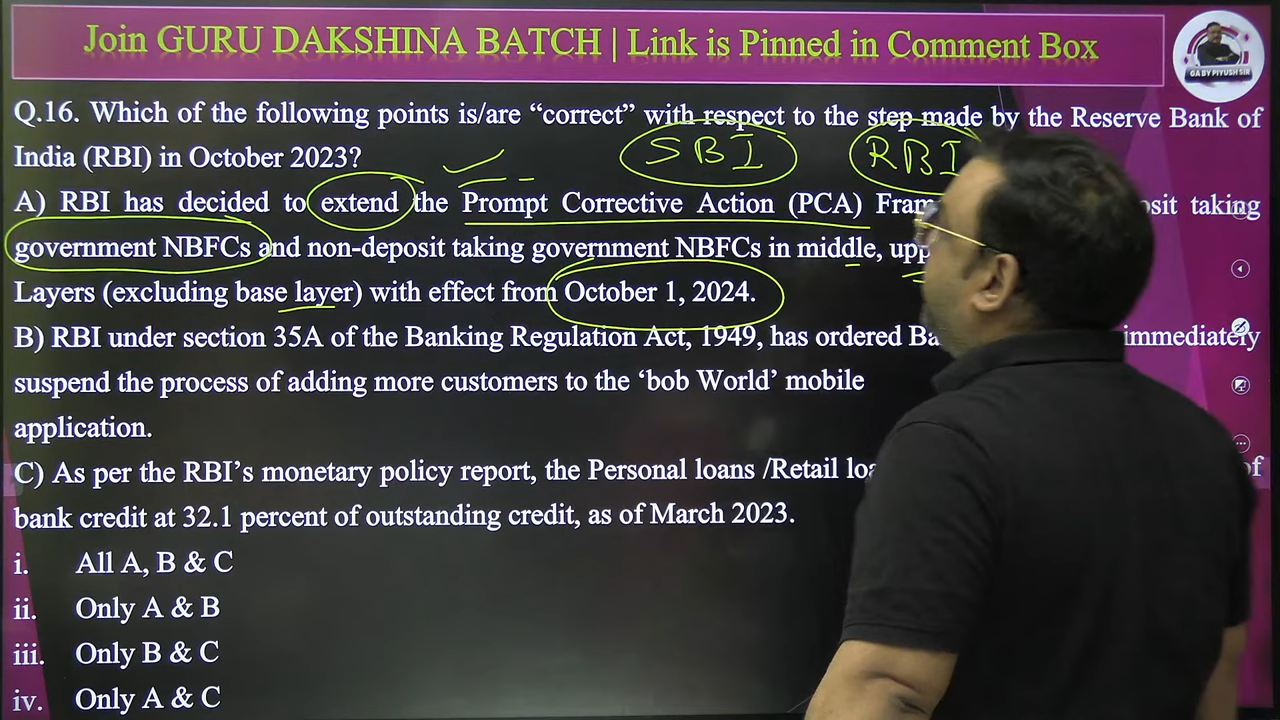 Join GURU DAKSHINA BATCH | Link is Pinned in Comment Box
GA BY PIYUSH SIR
Q.16. Which of the following points is/are “correct” with respect to the step made by the Reserve Bank of
India (RBI) in October 2023?
SBI RBI
A) RBI has decided to extend the Prompt Corrective Action (PCA) taking
government NBFCs and non-deposit taking government NBFCs in middle,
Layers (excluding base layer) with effect from October 1, 2024.
B) RBI under section 35A of the Banking Regulation Act, 1949, has ordered immediately
suspend the process of adding more customers to the ‘bob World’ mobile
application.
C) As per the RBI’s monetary policy report, the Personal loans /Retail of
bank credit at 32.1 percent of outstanding credit, as of March 2023.
i. All A, B & C
ii. Only A & B
iii. Only B & C
iv. Only A & C